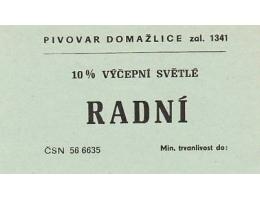 PIVOVAR DOMAŽLICE zal. 1341
10% VÝČEPNÍ SVĚTLÉ
RADNÍ
ČSN 56 6635
Min. trvanlivost do: